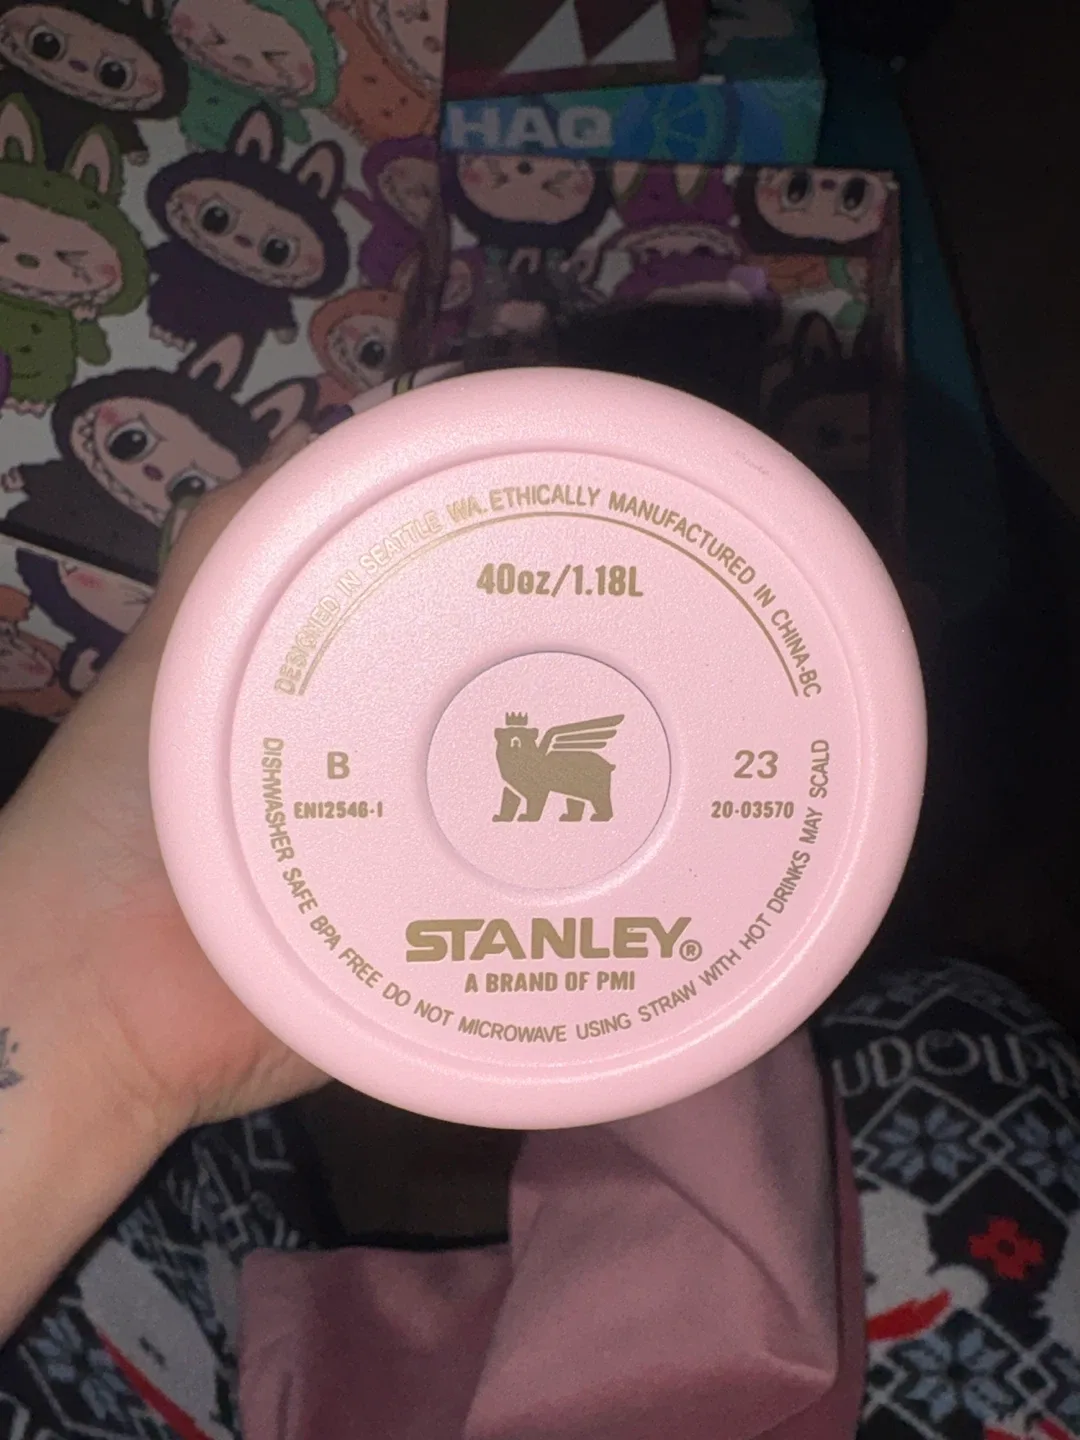 HAQ
DESIGNED IN SEATTLE WA. ETHICALLY MANUFACTURED IN CHINA-BC
40oz/1.18L
B
EN12546-1
23
20-03570
STANLEY®
A BRAND OF PMI
DISHWASHER SAFE BPA FREE DO NOT MICROWAVE USING STRAW WITH HOT DRINKS MAY SCALD
UDOLPH